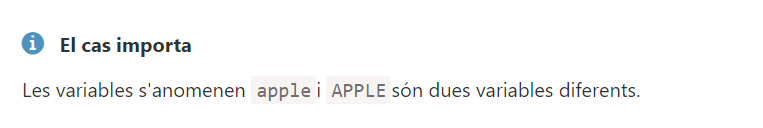 El cas importa
Les variables s'anomenen apple i APPLE són dues variables diferents.